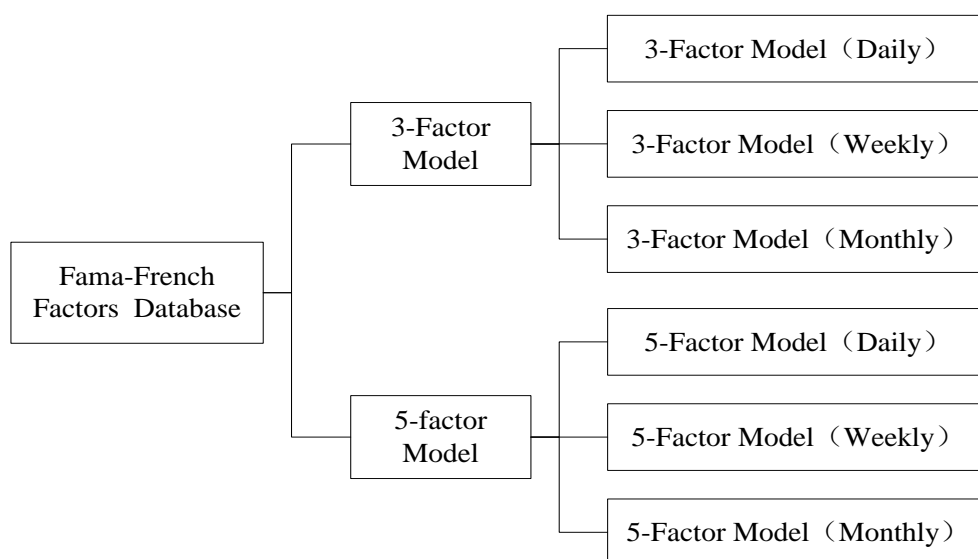 Fama-French
Factors Database
3-Factor
Model
3-Factor Model（Daily）
3-Factor Model（Weekly）
3-Factor Model（Monthly）
5-factor
Model
5-Factor Model（Daily）
5-Factor Model（Weekly）
5-Factor Model（Monthly）